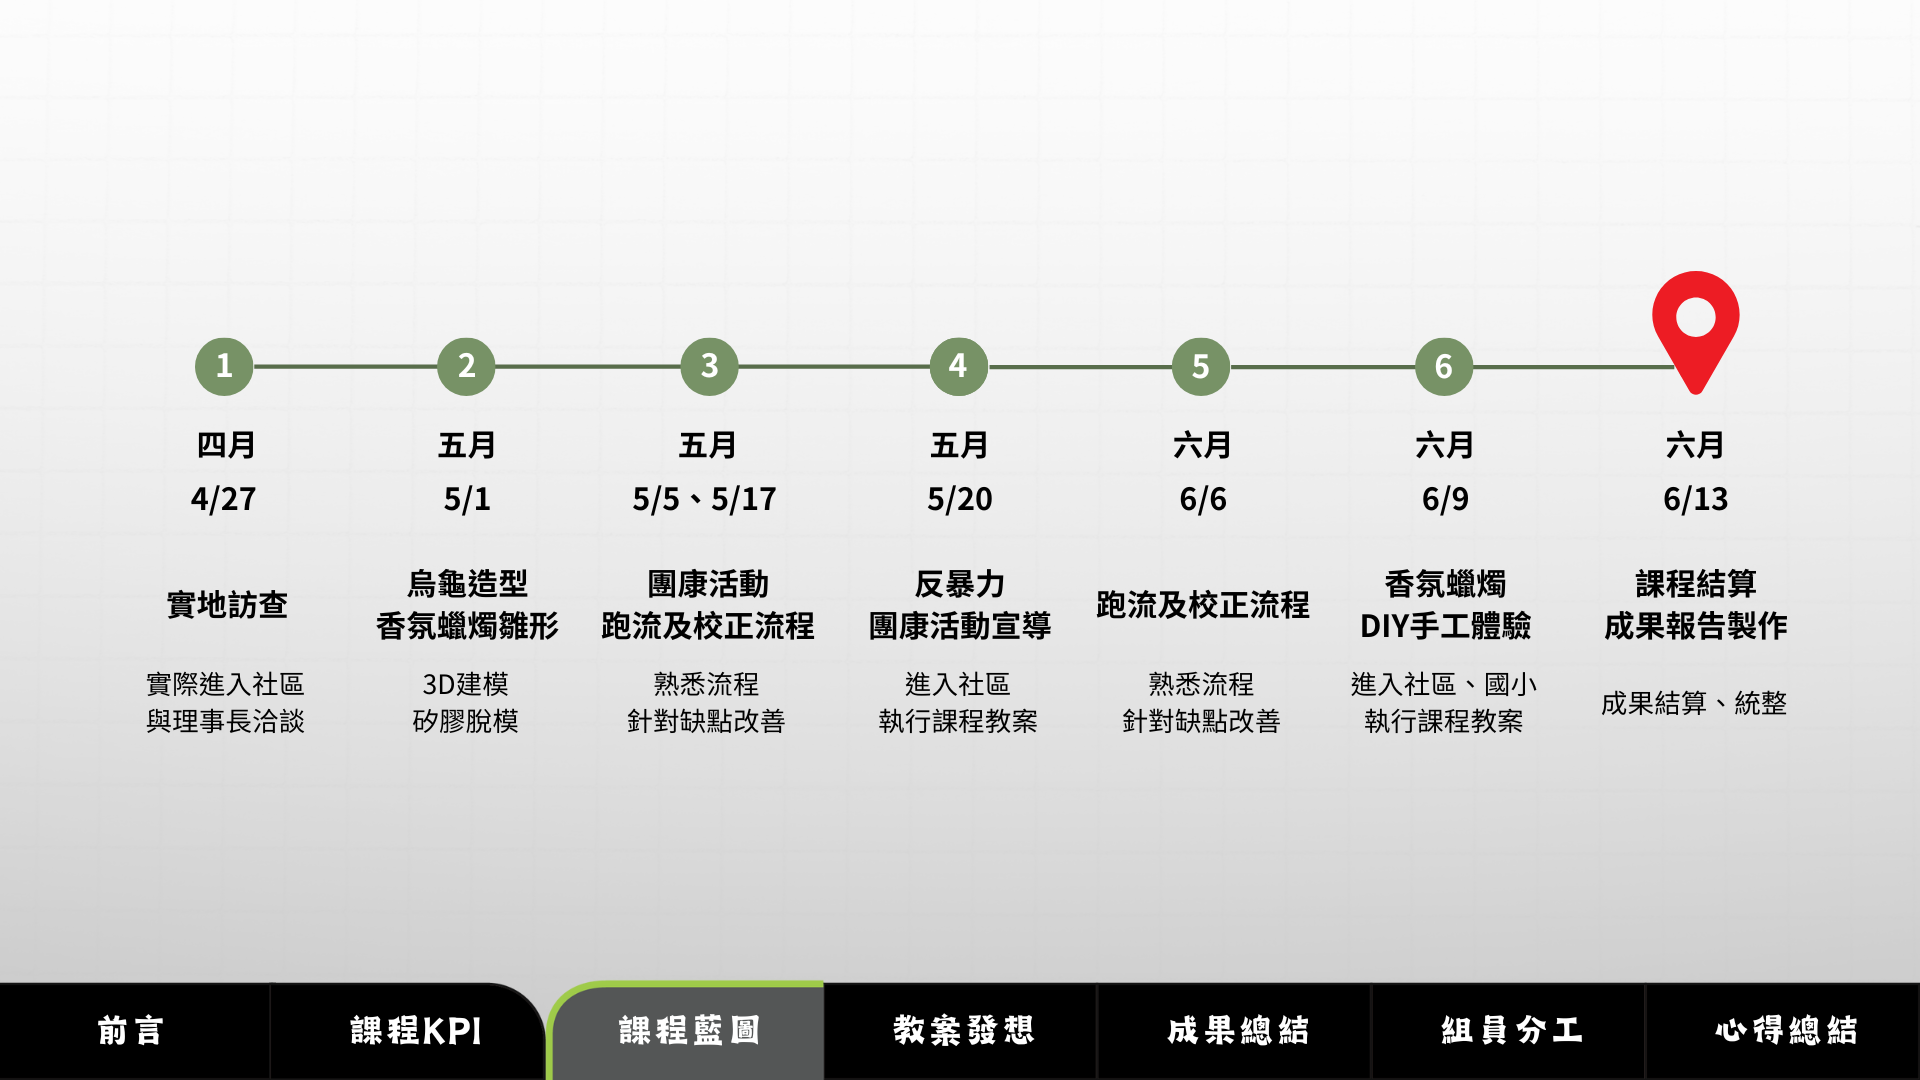 1
四月
4/27
實地訪查
實際進入社區
與理事長洽談
2
五月
5/1
烏龜造型
香氛蠟燭雛形
3D建模
矽膠脫模
3
五月
5/5、5/17
團康活動
跑流及校正流程
熟悉流程
針對缺點改善
4
五月
5/20
反暴力
團康活動宣導
進入社區
執行課程教案
5
六月
6/6
跑流及校正流程
熟悉流程
針對缺點改善
6
六月
6/9
香氛蠟燭
DIY手工體驗
進入社區、國小
執行課程教案
六月
6/13
課程結算
成果報告製作
成果結算、統整
前言
課程KPI
課程藍圖
教案發想
成果總結
組員分工
心得總結